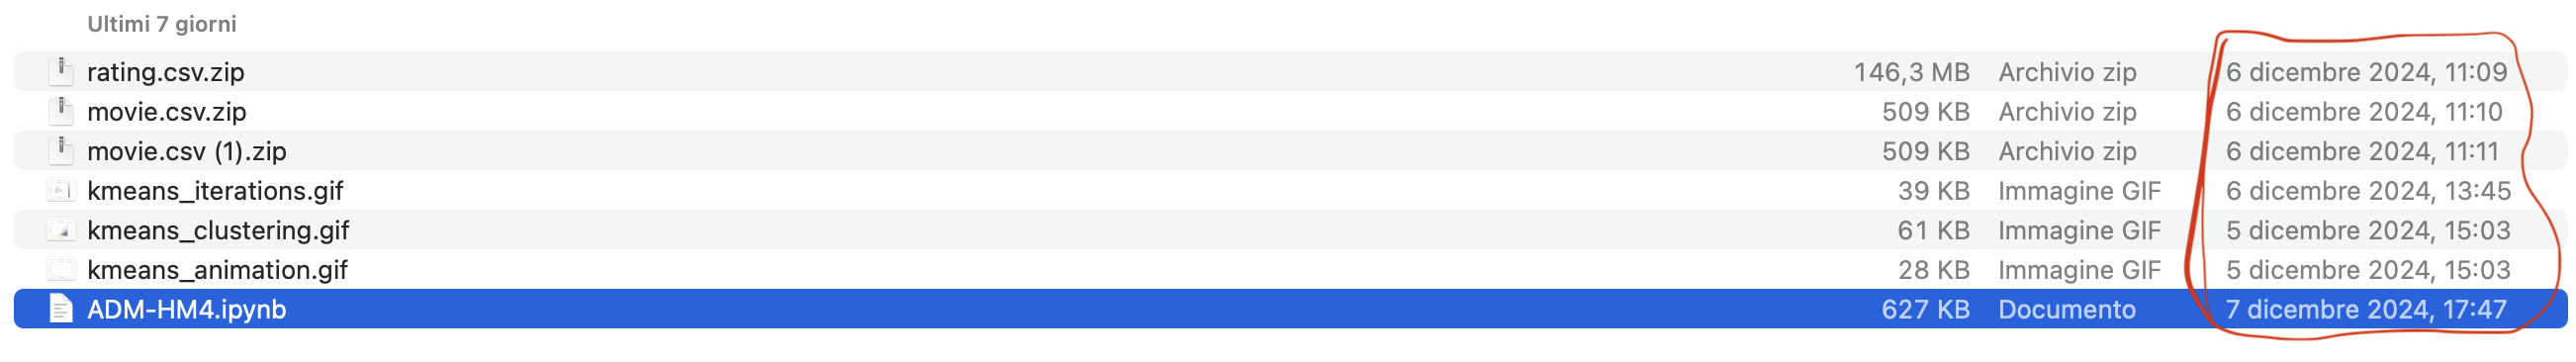 Ultimi 7 giorni
rating.csv.zip 146,3 MB Archivio zip 6 dicembre 2024, 11:09
movie.csv.zip 509 KB Archivio zip 6 dicembre 2024, 11:10
movie.csv (1).zip 509 KB Archivio zip 6 dicembre 2024, 11:11
kmeans_iterations.gif 39 KB Immagine GIF 6 dicembre 2024, 13:45
kmeans_clustering.gif 61 KB Immagine GIF 5 dicembre 2024, 15:03
kmeans_animation.gif 28 KB Immagine GIF 5 dicembre 2024, 15:03
ADM-HM4.ipynb 627 KB Documento 7 dicembre 2024, 17:47